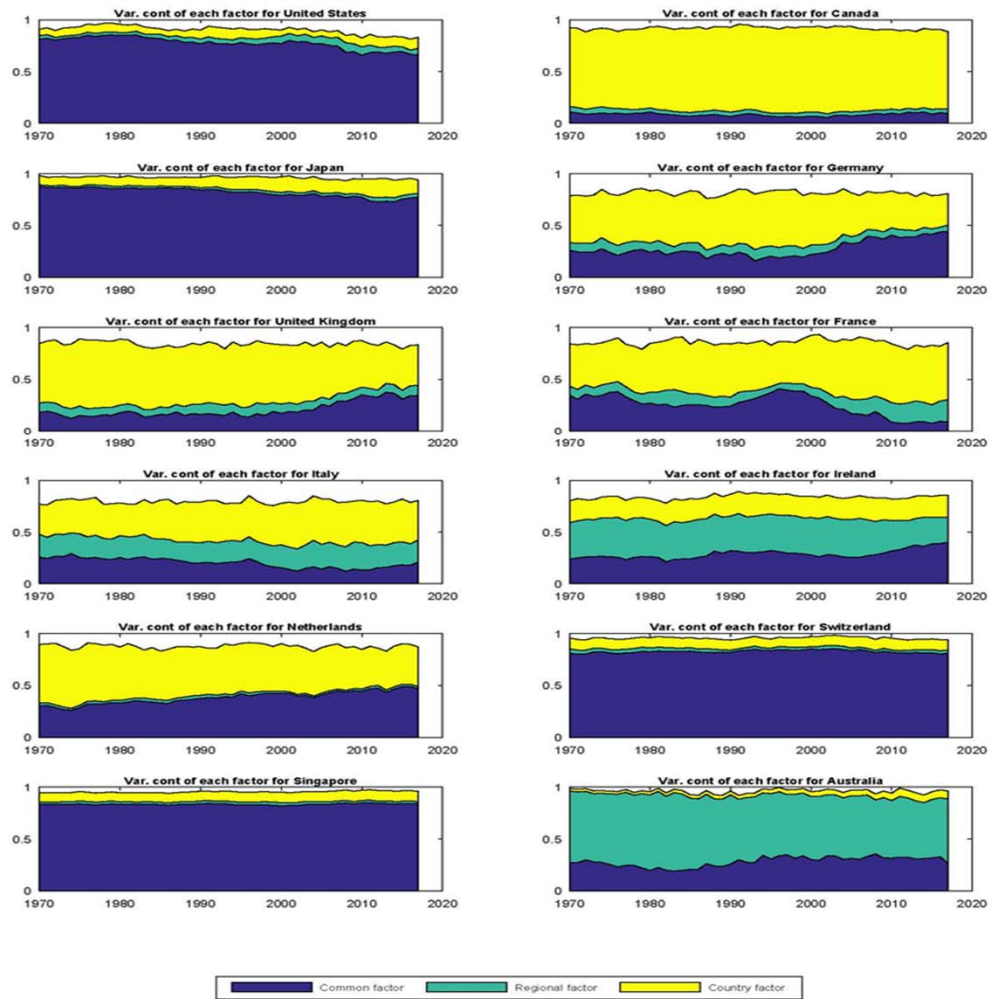 Var. cont of each factor for United States
1
0.5
0
1970 1980 1990 2000 2010 2020
Var. cont of each factor for Canada
1
0.5
0
1970 1980 1990 2000 2010 2020
Var. cont of each factor for Japan
1
0.5
0
1970 1980 1990 2000 2010 2020
Var. cont of each factor for Germany
1
0.5
0
1970 1980 1990 2000 2010 2020
Var. cont of each factor for United Kingdom
1
0.5
0
1970 1980 1990 2000 2010 2020
Var. cont of each factor for France
1
0.5
0
1970 1980 1990 2000 2010 2020
Var. cont of each factor for Italy
1
0.5
0
1970 1980 1990 2000 2010 2020
Var. cont of each factor for Ireland
1
0.5
0
1970 1980 1990 2000 2010 2020
Var. cont of each factor for Netherlands
1
0.5
0
1970 1980 1990 2000 2010 2020
Var. cont of each factor for Switzerland
1
0.5
0
1970 1980 1990 2000 2010 2020
Var. cont of each factor for Singapore
1
0.5
0
1970 1980 1990 2000 2010 2020
Var. cont of each factor for Australia
1
0.5
0
1970 1980 1990 2000 2010 2020
Common factor Regional factor Country factor